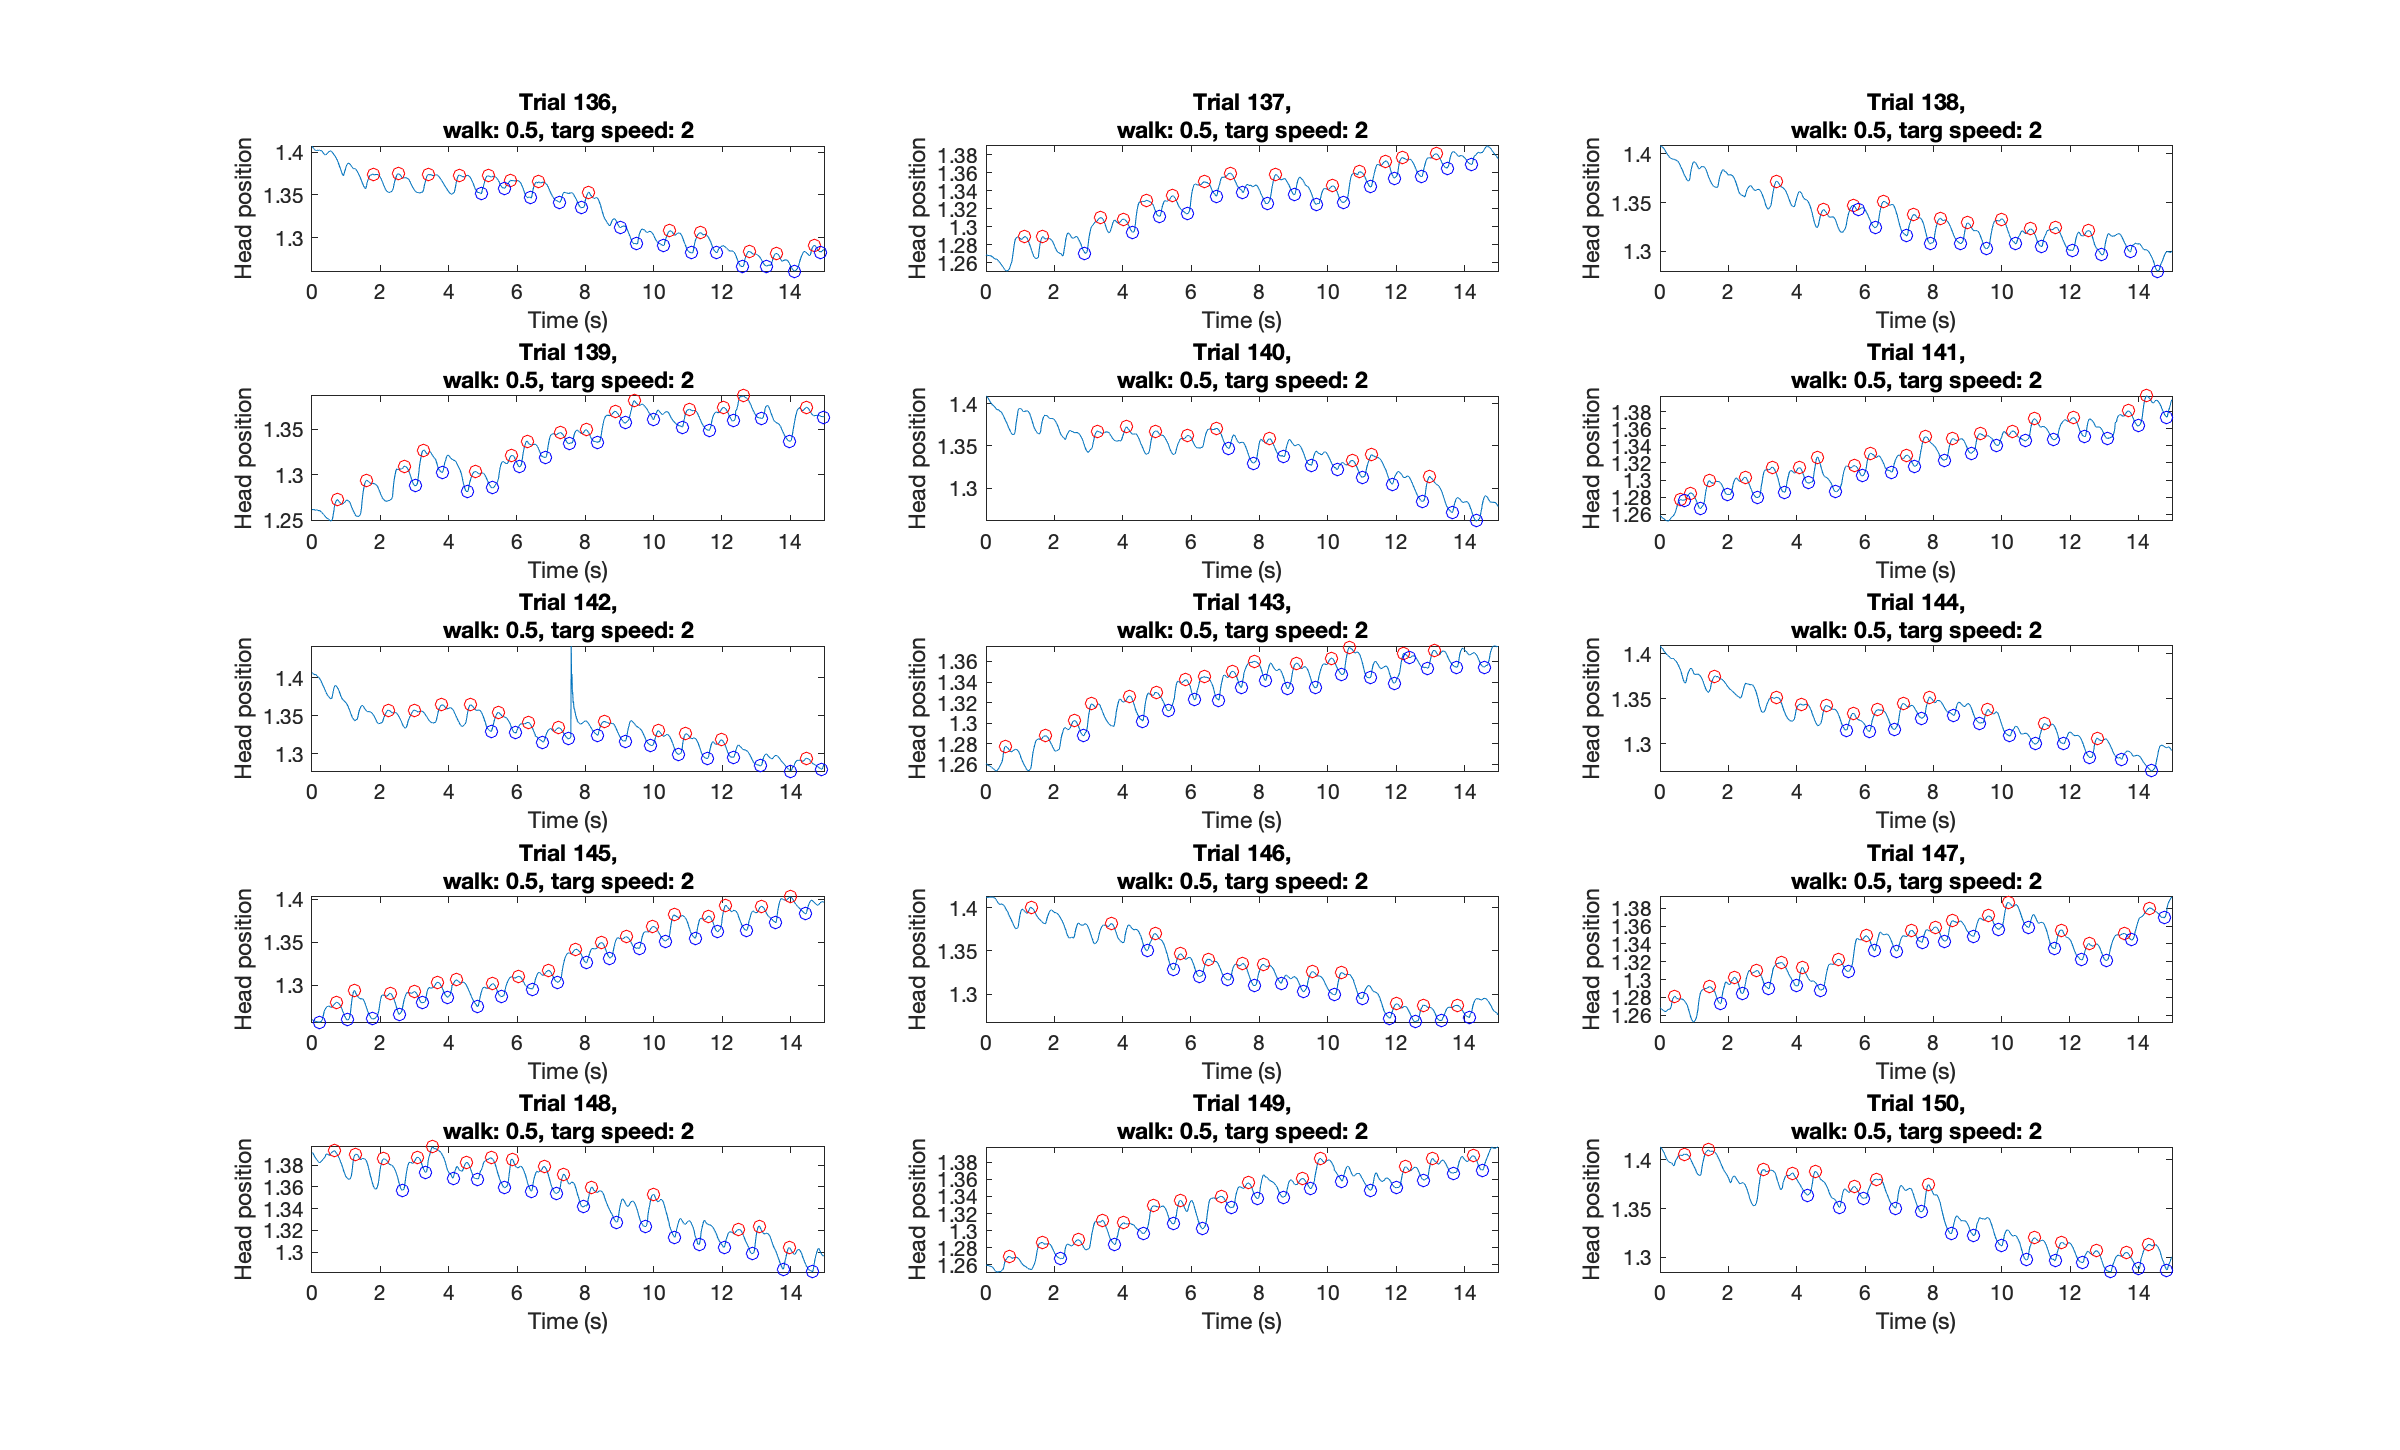 Trial 136,
walk: 0.5, targ speed: 2
Head position
1.4
1.35
1.3
0 2 4 6 8 10 12 14
Time (s)
Trial 137,
walk: 0.5, targ speed: 2
Head position
1.38
1.36
1.34
1.32
1.3
1.28
1.26
0 2 4 6 8 10 12 14
Time (s)
Trial 138,
walk: 0.5, targ speed: 2
Head position
1.4
1.35
1.3
0 2 4 6 8 10 12 14
Time (s)
Trial 139,
walk: 0.5, targ speed: 2
Head position
1.35
1.3
1.25
0 2 4 6 8 10 12 14
Time (s)
Trial 140,
walk: 0.5, targ speed: 2
Head position
1.4
1.35
1.3
0 2 4 6 8 10 12 14
Time (s)
Trial 141,
walk: 0.5, targ speed: 2
Head position
1.38
1.36
1.34
1.32
1.3
1.28
1.26
0 2 4 6 8 10 12 14
Time (s)
Trial 142,
walk: 0.5, targ speed: 2
Head position
1.4
1.35
1.3
0 2 4 6 8 10 12 14
Time (s)
Trial 143,
walk: 0.5, targ speed: 2
Head position
1.36
1.34
1.32
1.3
1.28
1.26
0 2 4 6 8 10 12 14
Time (s)
Trial 144,
walk: 0.5, targ speed: 2
Head position
1.4
1.35
1.3
0 2 4 6 8 10 12 14
Time (s)
Trial 145,
walk: 0.5, targ speed: 2
Head position
1.4
1.35
1.3
0 2 4 6 8 10 12 14
Time (s)
Trial 146,
walk: 0.5, targ speed: 2
Head position
1.4
1.35
1.3
0 2 4 6 8 10 12 14
Time (s)
Trial 147,
walk: 0.5, targ speed: 2
Head position
1.38
1.36
1.34
1.32
1.3
1.28
1.26
0 2 4 6 8 10 12 14
Time (s)
Trial 148,
walk: 0.5, targ speed: 2
Head position
1.38
1.36
1.34
1.32
1.3
0 2 4 6 8 10 12 14
Time (s)
Trial 149,
walk: 0.5, targ speed: 2
Head position
1.38
1.36
1.34
1.32
1.3
1.28
1.26
0 2 4 6 8 10 12 14
Time (s)
Trial 150,
walk: 0.5, targ speed: 2
Head position
1.4
1.35
1.3
0 2 4 6 8 10 12 14
Time (s)